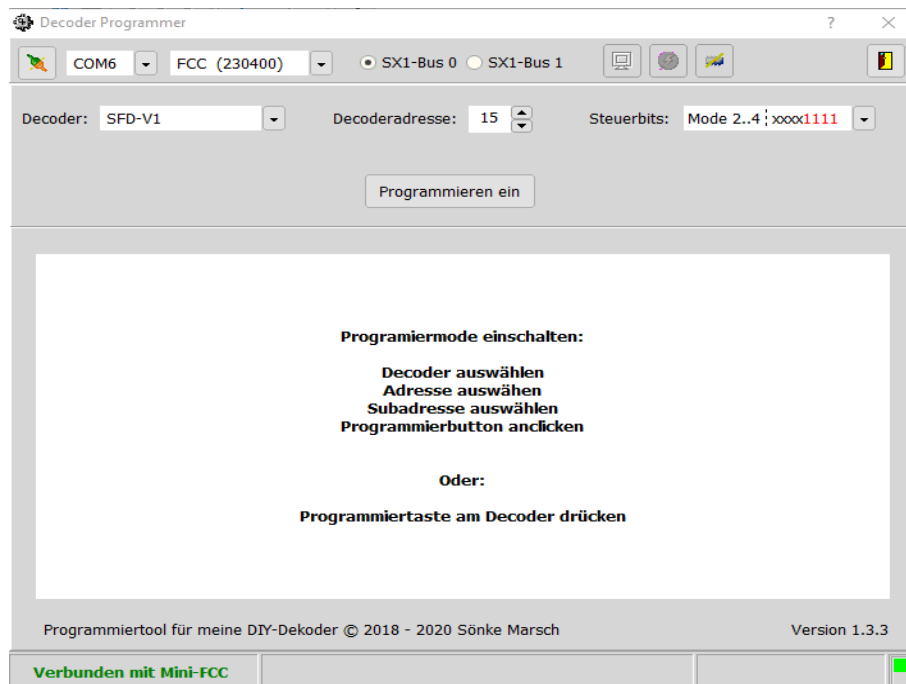 Decoder Programmer
COM6 FCC (230400) SX1-Bus 0 SX1-Bus 1
Decoder: SFD-V1 Decoderadresse: 15 Steuerbits: Mode 2..4 ¦ xxxx1111
Programmieren ein
Programiermode einschalten:
Decoder auswählen
Adresse auswähen
Subadresse auswählen
Programmierbutton anclicken
Oder:
Programmiertaste am Decoder drücken
Programmiertool für meine DIY-Dekoder © 2018 - 2020 Sönke Marsch Version 1.3.3
Verbunden mit Mini-FCC